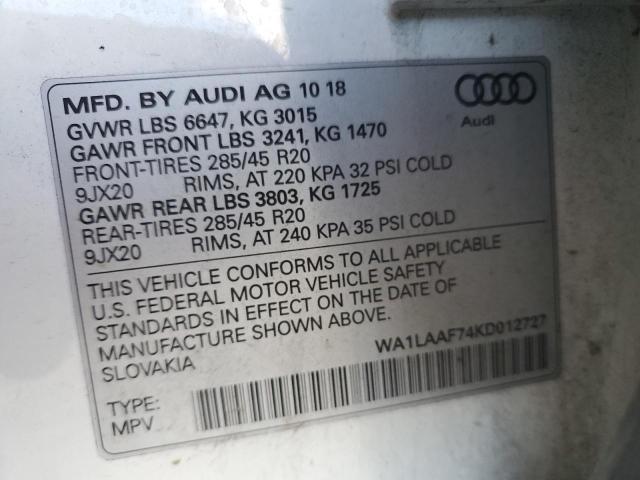 MFD. BY AUDI AG 10 18
GVWR LBS 6647, KG 3015
GAWR FRONT LBS 3241, KG 1470
FRONT-TIRES 285/45 R20
9JX20 RIMS, AT 220 KPA 32 PSI COLD
GAWR REAR LBS 3803, KG 1725
REAR-TIRES 285/45 R20
9JX20 RIMS, AT 240 KPA 35 PSI COLD
Audi
THIS VEHICLE CONFORMS TO ALL APPLICABLE
U.S. FEDERAL MOTOR VEHICLE SAFETY
STANDARDS IN EFFECT ON THE DATE OF
MANUFACTURE SHOWN ABOVE.
SLOVAKIA
WA1LAAF74KD012727
TYPE:
MPV